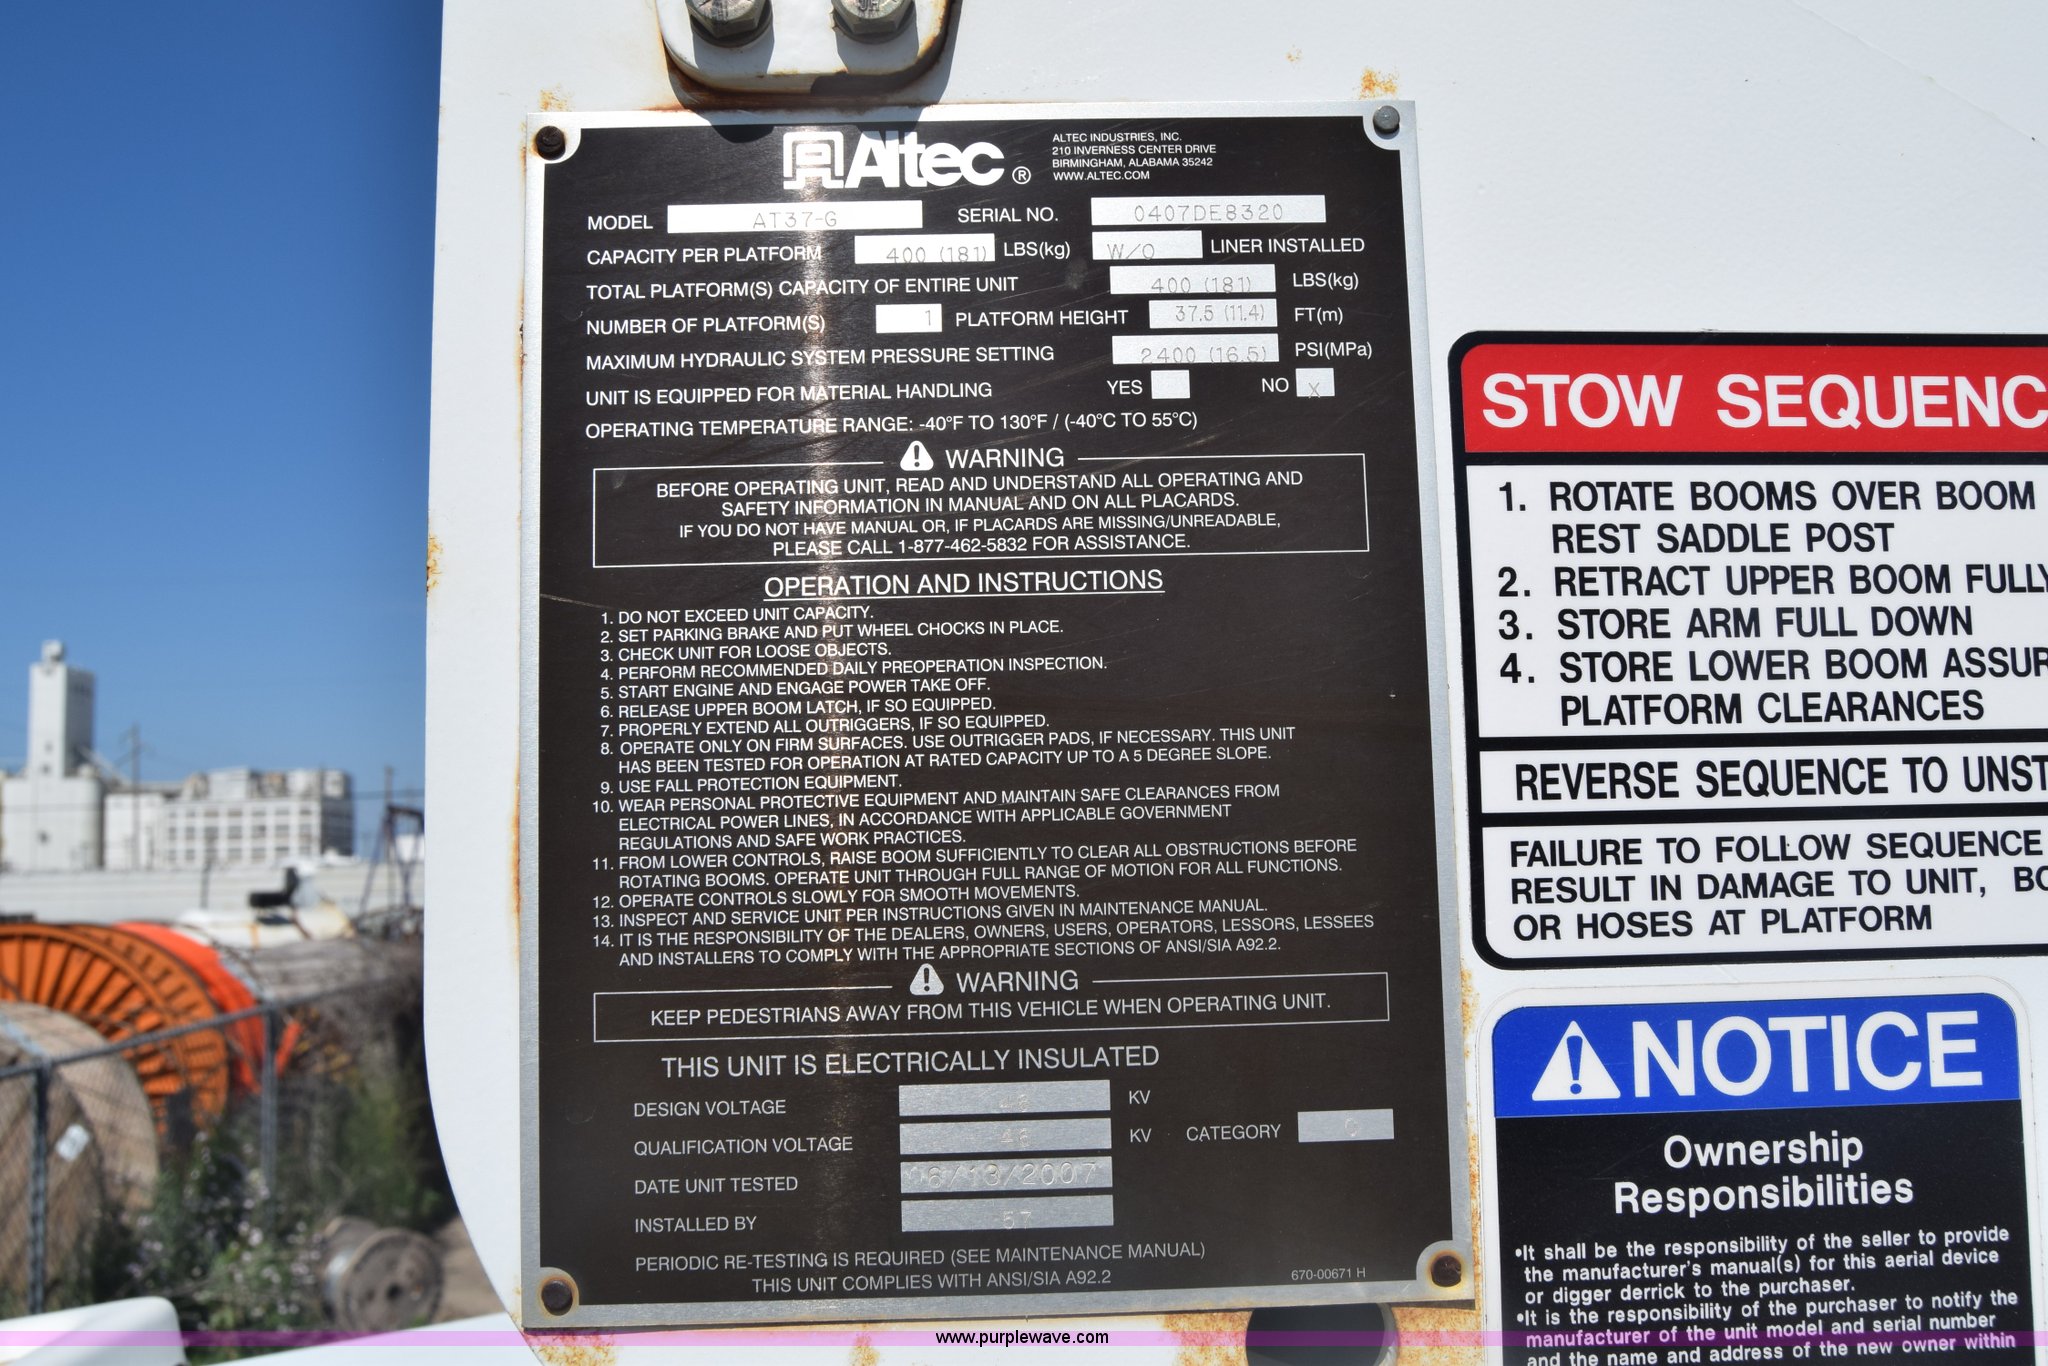 Altec ®
ALTEC INDUSTRIES, INC.
210 INVERNESS CENTER DRIVE
BIRMINGHAM, ALABAMA 35242
WWW.ALTEC.COM
MODEL AT37-G SERIAL NO. 0407DE8320
CAPACITY PER PLATFORM 400 (181) LBS(kg) W/O LINER INSTALLED
TOTAL PLATFORM(S) CAPACITY OF ENTIRE UNIT 400 (181) LBS(kg)
NUMBER OF PLATFORM(S) 1 PLATFORM HEIGHT 37.5 (11.4) FT(m)
MAXIMUM HYDRAULIC SYSTEM PRESSURE SETTING 2400 (16.5) PSI(MPa)
UNIT IS EQUIPPED FOR MATERIAL HANDLING YES NO X
OPERATING TEMPERATURE RANGE: -40°F TO 130°F / (-40°C TO 55°C)
WARNING
BEFORE OPERATING UNIT, READ AND UNDERSTAND ALL OPERATING AND
SAFETY INFORMATION IN MANUAL AND ON ALL PLACARDS.
IF YOU DO NOT HAVE MANUAL OR, IF PLACARDS ARE MISSING/UNREADABLE,
PLEASE CALL 1-877-462-5832 FOR ASSISTANCE.
OPERATION AND INSTRUCTIONS
1. DO NOT EXCEED UNIT CAPACITY.
2. SET PARKING BRAKE AND PUT WHEEL CHOCKS IN PLACE.
3. CHECK UNIT FOR LOOSE OBJECTS.
4. PERFORM RECOMMENDED DAILY PREOPERATION INSPECTION.
5. START ENGINE AND ENGAGE POWER TAKE OFF.
6. RELEASE UPPER BOOM LATCH, IF SO EQUIPPED.
7. PROPERLY EXTEND ALL OUTRIGGERS, IF SO EQUIPPED.
8. OPERATE ONLY ON FIRM SURFACES. USE OUTRIGGER PADS, IF NECESSARY. THIS UNIT
HAS BEEN TESTED FOR OPERATION AT RATED CAPACITY UP TO A 5 DEGREE SLOPE.
9. USE FALL PROTECTION EQUIPMENT.
10. WEAR PERSONAL PROTECTIVE EQUIPMENT AND MAINTAIN SAFE CLEARANCES FROM
ELECTRICAL POWER LINES, IN ACCORDANCE WITH APPLICABLE GOVERNMENT
REGULATIONS AND SAFE WORK PRACTICES.
11. FROM LOWER CONTROLS, RAISE BOOM SUFFICIENTLY TO CLEAR ALL OBSTRUCTIONS BEFORE
ROTATING BOOMS. OPERATE UNIT THROUGH FULL RANGE OF MOTION FOR ALL FUNCTIONS.
12. OPERATE CONTROLS SLOWLY FOR SMOOTH MOVEMENTS.
13. INSPECT AND SERVICE UNIT PER INSTRUCTIONS GIVEN IN MAINTENANCE MANUAL.
14. IT IS THE RESPONSIBILITY OF THE DEALERS, OWNERS, USERS, OPERATORS, LESSORS, LESSEES
AND INSTALLERS TO COMPLY WITH THE APPROPRIATE SECTIONS OF ANSI/SIA A92.2.
WARNING
KEEP PEDESTRIANS AWAY FROM THIS VEHICLE WHEN OPERATING UNIT.
THIS UNIT IS ELECTRICALLY INSULATED
DESIGN VOLTAGE 46 KV
QUALIFICATION VOLTAGE 46 KV CATEGORY C
DATE UNIT TESTED 06/13/2007
INSTALLED BY 57
PERIODIC RE-TESTING IS REQUIRED (SEE MAINTENANCE MANUAL)
THIS UNIT COMPLIES WITH ANSI/SIA A92.2
670-00671 H
STOW SEQUENC
1. ROTATE BOOMS OVER BOOM
REST SADDLE POST
2. RETRACT UPPER BOOM FULLY
3. STORE ARM FULL DOWN
4. STORE LOWER BOOM ASSUR
PLATFORM CLEARANCES
REVERSE SEQUENCE TO UNST
FAILURE TO FOLLOW SEQUENCE
RESULT IN DAMAGE TO UNIT, BO
OR HOSES AT PLATFORM
NOTICE
Ownership
Responsibilities
•It shall be the responsibility of the seller to provide
the manufacturer's manual(s) for this aerial device
or digger derrick to the purchaser.
•It is the responsibility of the purchaser to notify the
manufacturer of the unit model and serial number
and the name and address of the new owner within
www.purplewave.com